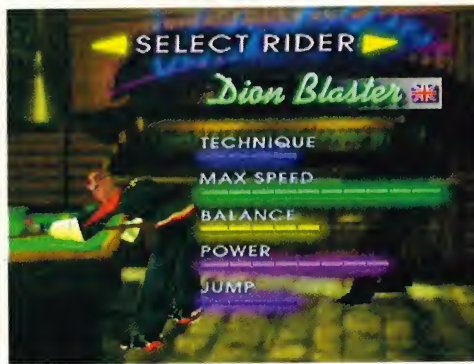 SELECT RIDER
Dion Blaster
TECHNIQUE
MAX SPEED
BALANCE
POWER
JUMP